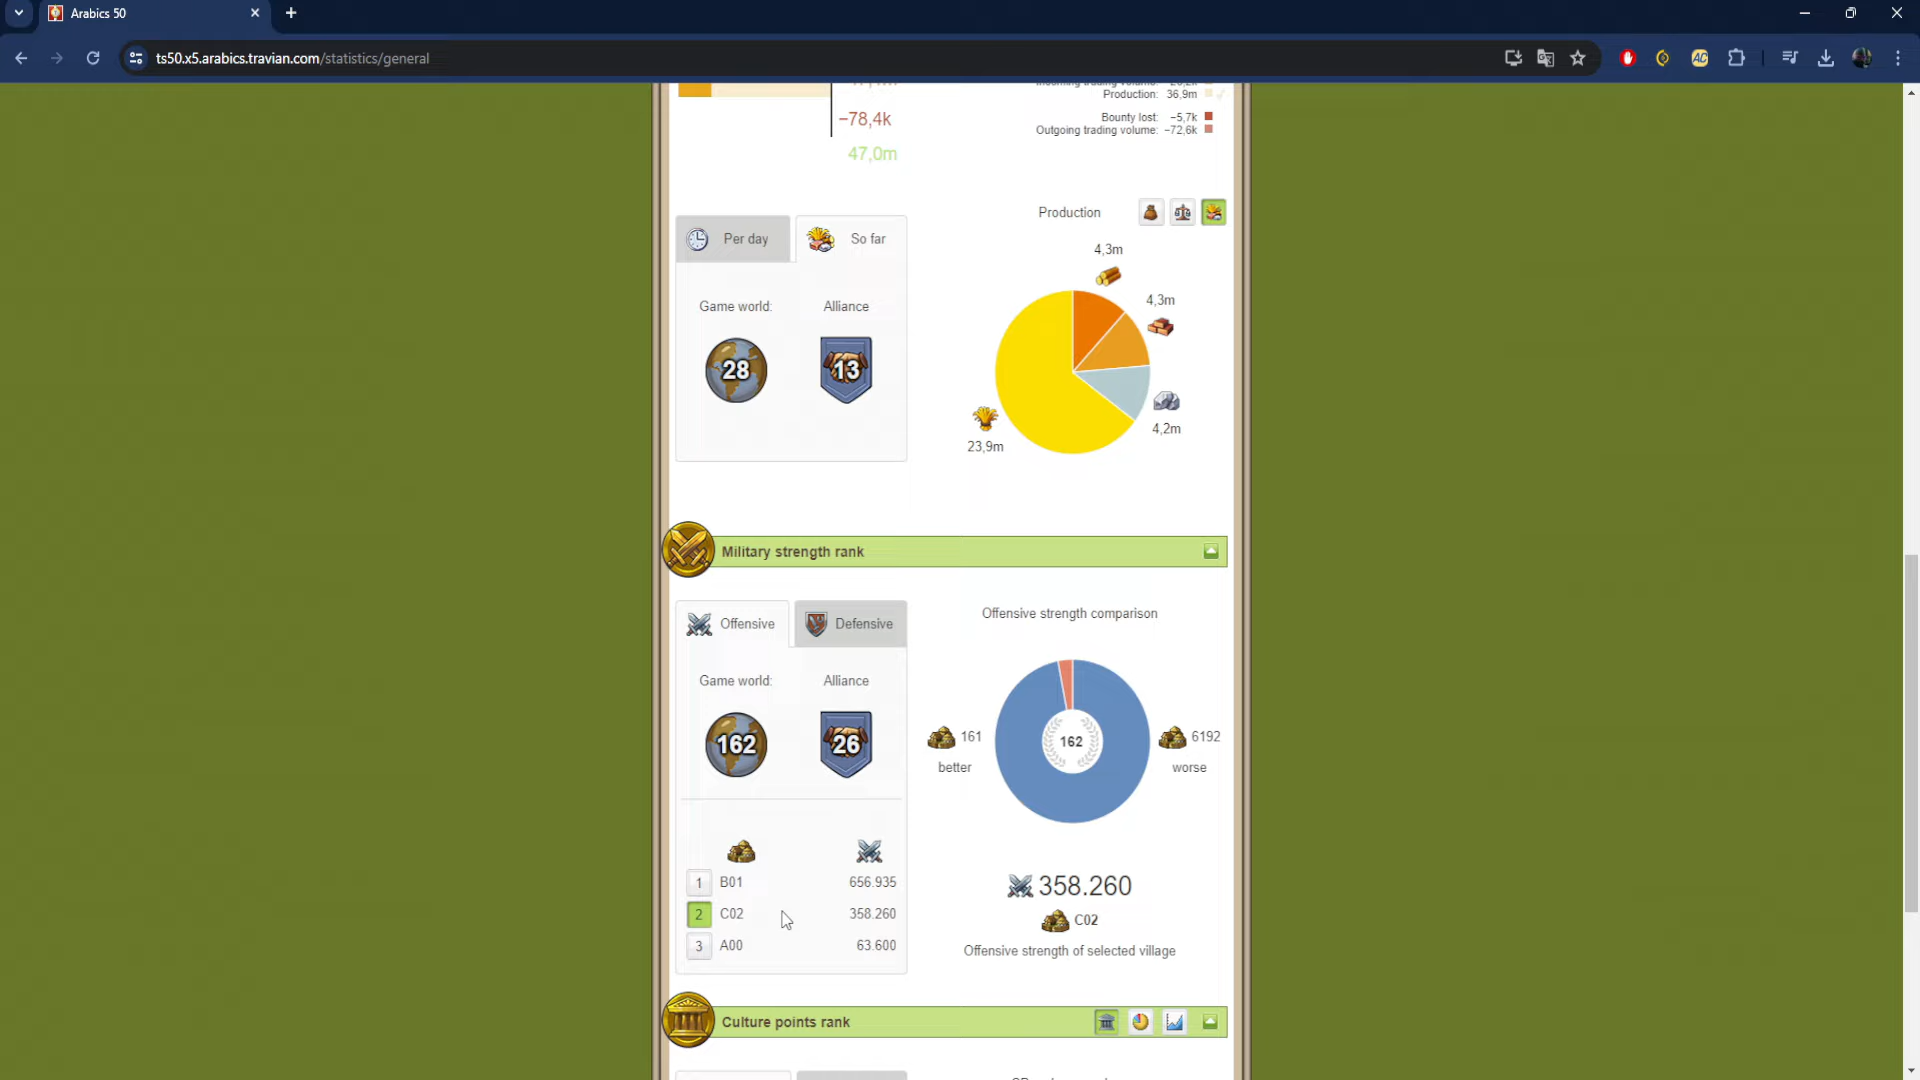 Arabics 50
ts50.x5.arabics.travian.com/statistics/general
Production: 36,9m
−78,4k
Bounty lost: −5,7k
Outgoing trading volume: −72,6k
47,0m
Production
Per day
So far
4,3m
Game world:
Alliance
4,3m
28
13
4,2m
23,9m
Military strength rank
Offensive
Defensive
Offensive strength comparison
Game world:
Alliance
162
26
161
better
162
6192
worse
1 B01 656.935
2 C02 358.260
3 A00 63.600
358.260
C02
Offensive strength of selected village
Culture points rank